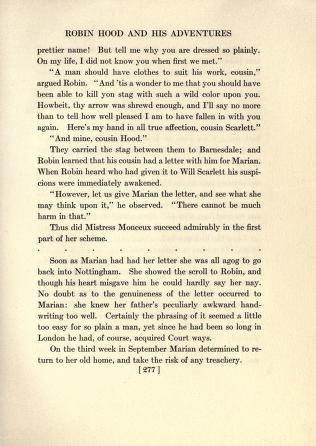 ROBIN HOOD AND HIS ADVENTURES
prettier name! But tell me why you are dressed so plainly.
On my life, I did not know you when first we met."
"A man should have clothes to suit his work, cousin,"
argued Robin. "And 'tis a wonder to me that you should have
been able to kill yon stag with such a wild color upon you.
Howbeit, thy arrow was shrewd enough, and I'll say no more
than to tell how well pleased I am to have fallen in with you
again. Here's my hand in all true affection, cousin Scarlett."
"And mine, cousin Hood."
They carried the stag between them to Barnesdale; and
Robin learned that his cousin had a letter with him for Marian.
When Robin heard who had given it to Will Scarlett his suspi-
cions were immediately awakened.
"However, let us give Marian the letter, and see what she
may think upon it," he observed. "There cannot be much
harm in that."
Thus did Mistress Monceux succeed admirably in the first
part of her scheme.
. . . . . . . .
Soon as Marian had had her letter she was all agog to go
back into Nottingham. She showed the scroll to Robin, and
though his heart misgave him he could hardly say her nay.
No doubt as to the genuineness of the letter occurred to
Marian: she knew her father's peculiarly awkward hand-
writing too well. Certainly the phrasing of it seemed a little
too easy for so plain a man, yet since he had been so long in
London he had, of course, acquired Court ways.
On the third week in September Marian determined to re-
turn to her old home, and take the risk of any treachery.
[277]